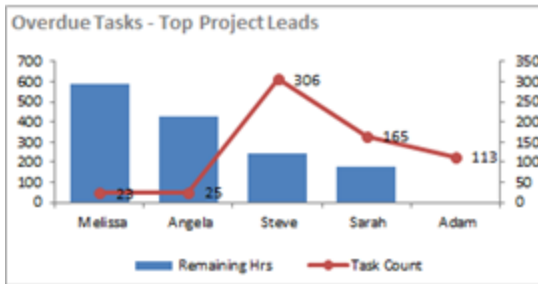 Overdue Tasks - Top Project Leads
700 350
600 306 300
500 250
400 200
300 165 150
200 113 100
100 23 25 50
0 0
Melissa Angela Steve Sarah Adam
Remaining Hrs Task Count